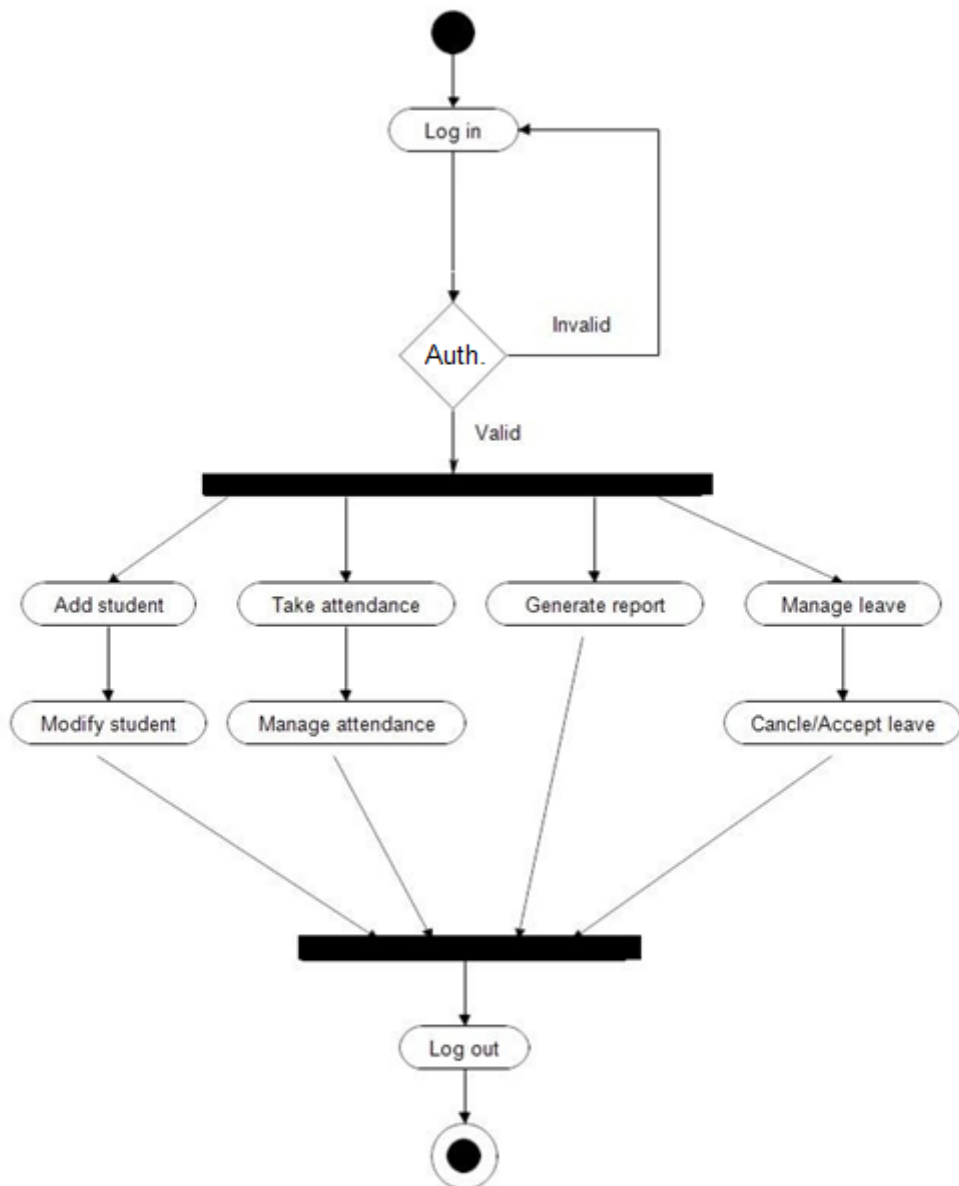 Log in
Invalid
Auth.
Valid
Add student
Take attendance
Generate report
Manage leave
Modify student
Manage attendance
Cancle/Accept leave
Log out